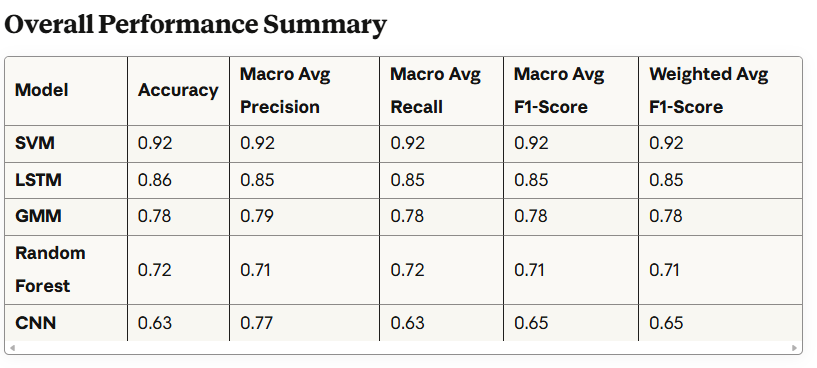 Overall Performance Summary
Model Accuracy Macro Avg Precision Macro Avg Recall Macro Avg F1-Score Weighted Avg F1-Score
SVM 0.92 0.92 0.92 0.92 0.92
LSTM 0.86 0.85 0.85 0.85 0.85
GMM 0.78 0.79 0.78 0.78 0.78
Random Forest 0.72 0.71 0.72 0.71 0.71
CNN 0.63 0.77 0.63 0.65 0.65